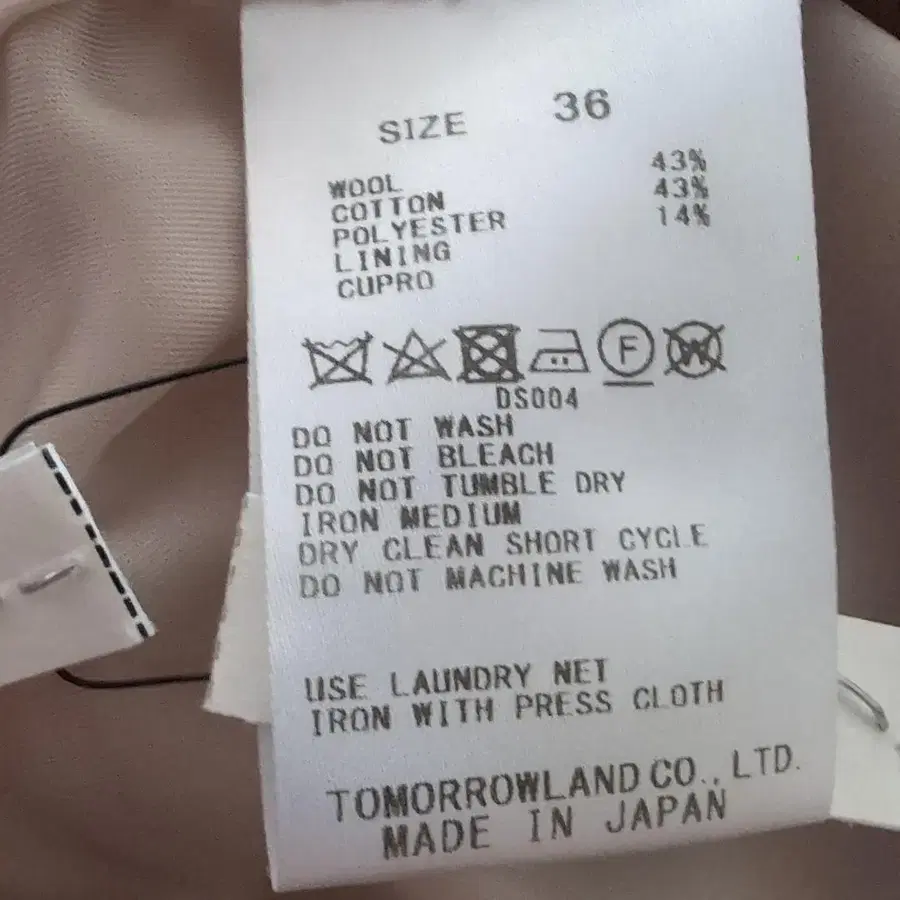 SIZE 36
WOOL 43%
COTTON 43%
POLYESTER 14%
LINING
CUPRO
F W
DS004
DO NOT WASH
DO NOT BLEACH
DO NOT TUMBLE DRY
IRON MEDIUM
DRY CLEAN SHORT CYCLE
DO NOT MACHINE WASH
USE LAUNDRY NET
IRON WITH PRESS CLOTH
TOMORROWLAND CO., LTD.
MADE IN JAPAN